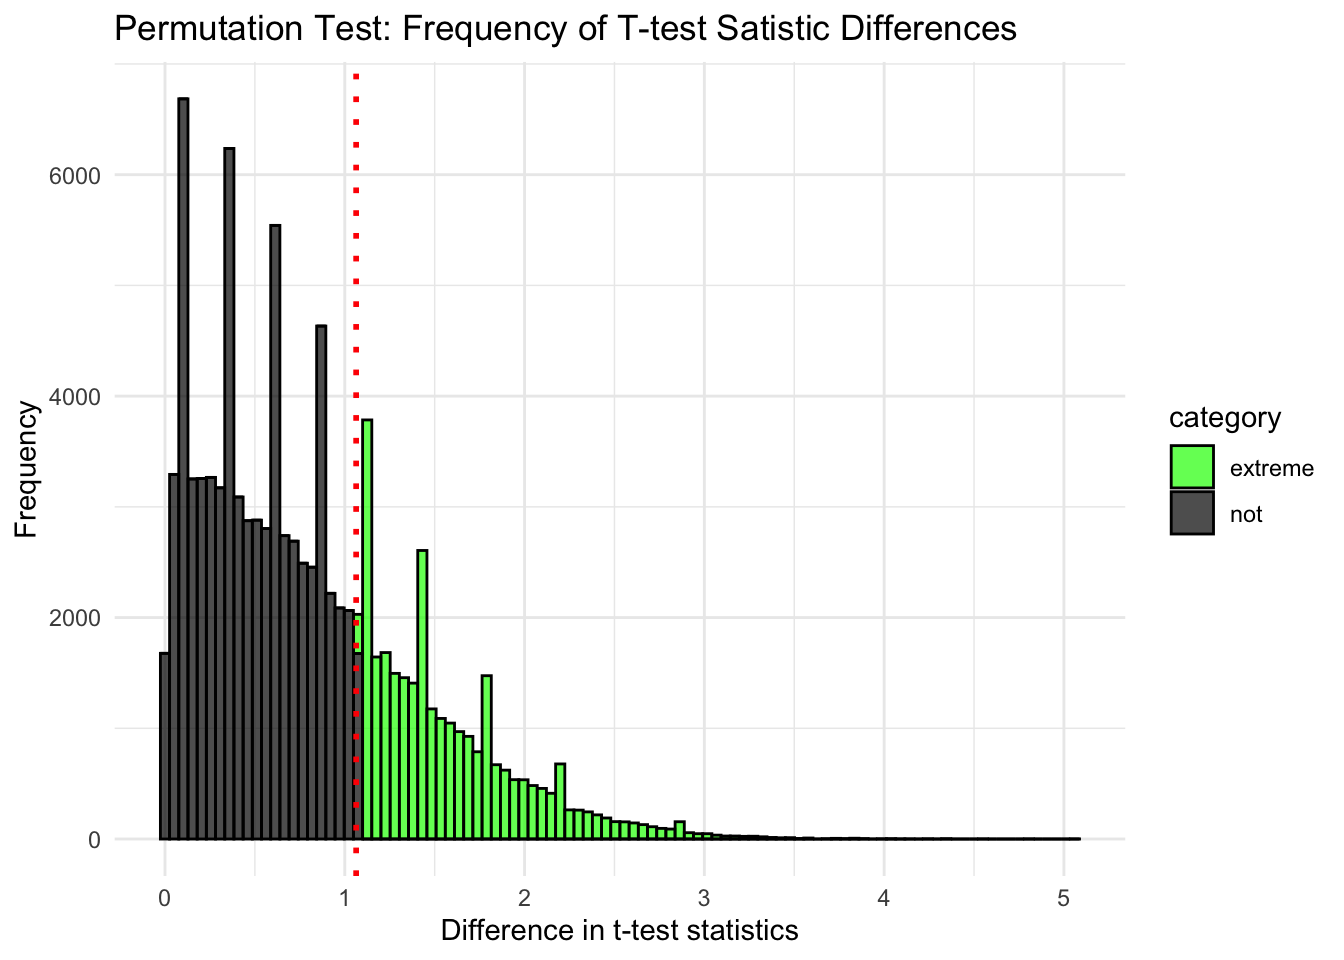 Permutation Test: Frequency of T-test Satistic Differences
Frequency
6000
4000
2000
0
0 1 2 3 4 5
Difference in t-test statistics
category
extreme
not